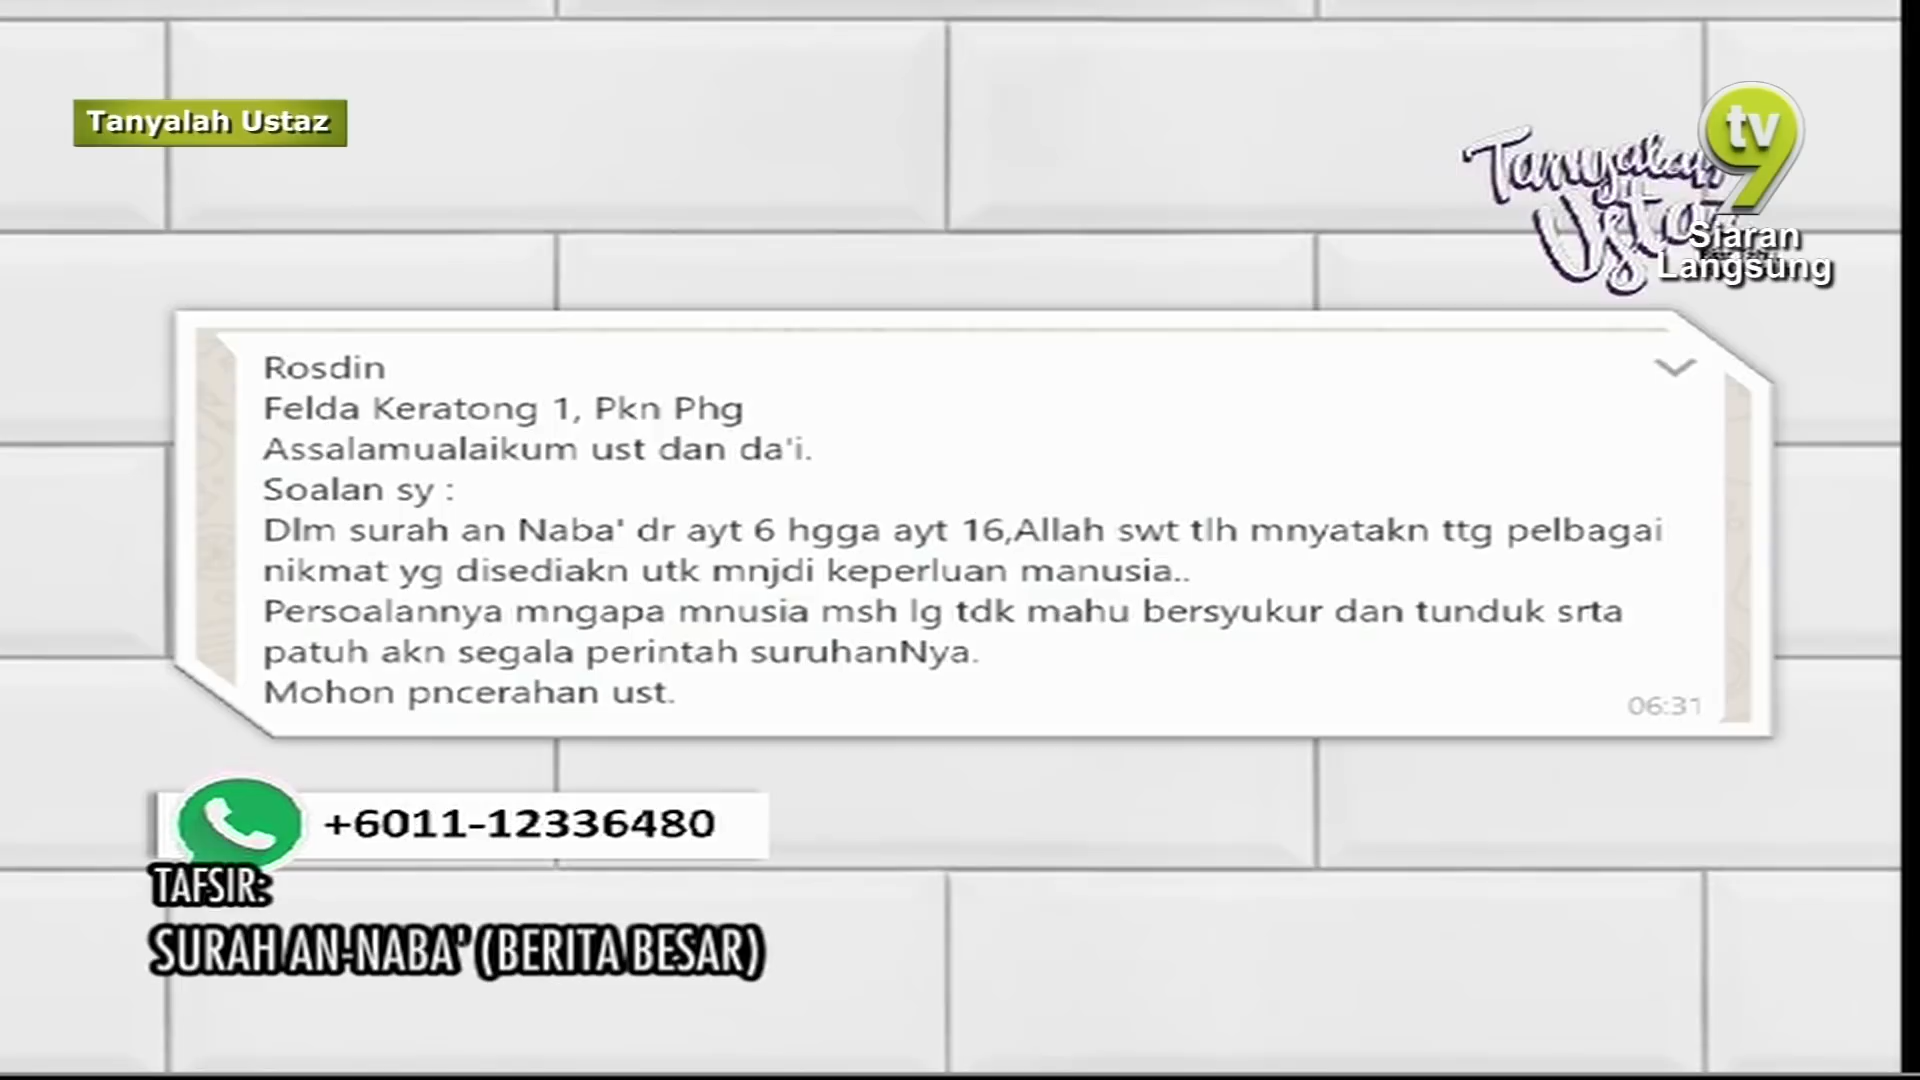 Tanyalah Ustaz
tv9
Tanyalah
Ustaz
Siaran
Langsung
Rosdin
Felda Keratong 1, Pkn Phg
Assalamualaikum ust dan da'i.
Soalan sy :
Dlm surah an Naba' dr ayt 6 hgga ayt 16,Allah swt tlh mnyatakn ttg pelbagai
nikmat yg disediakn utk mnjdi keperluan manusia..
Persoalannya mngapa mnusia msh lg tdk mahu bersyukur dan tunduk srta
patuh akn segala perintah suruhanNya.
Mohon pncerahan ust.
06:31
+6011-12336480
TAFSIR:
SURAH AN-NABA' (BERITA BESAR)